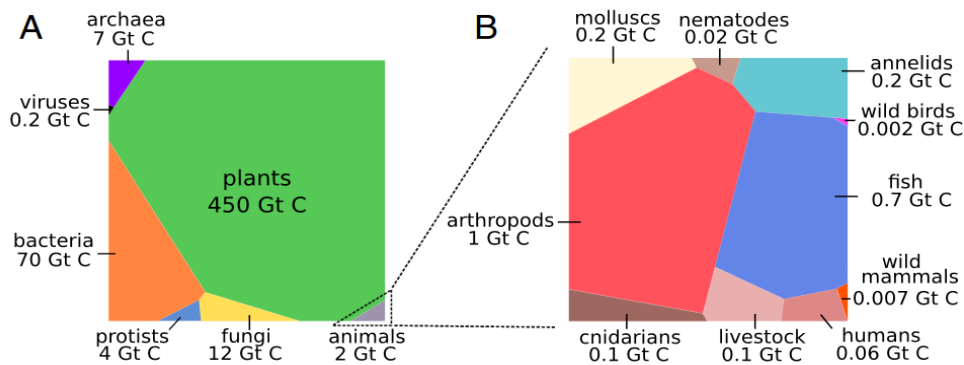 A
archaea
7 Gt C
viruses
0.2 Gt C
plants
450 Gt C
bacteria
70 Gt C
protists
4 Gt C
fungi
12 Gt C
animals
2 Gt C
B
molluscs
0.2 Gt C
nematodes
0.02 Gt C
annelids
0.2 Gt C
wild birds
0.002 Gt C
fish
0.7 Gt C
arthropods
1 Gt C
wild
mammals
0.007 Gt C
cnidarians
0.1 Gt C
livestock
0.1 Gt C
humans
0.06 Gt C